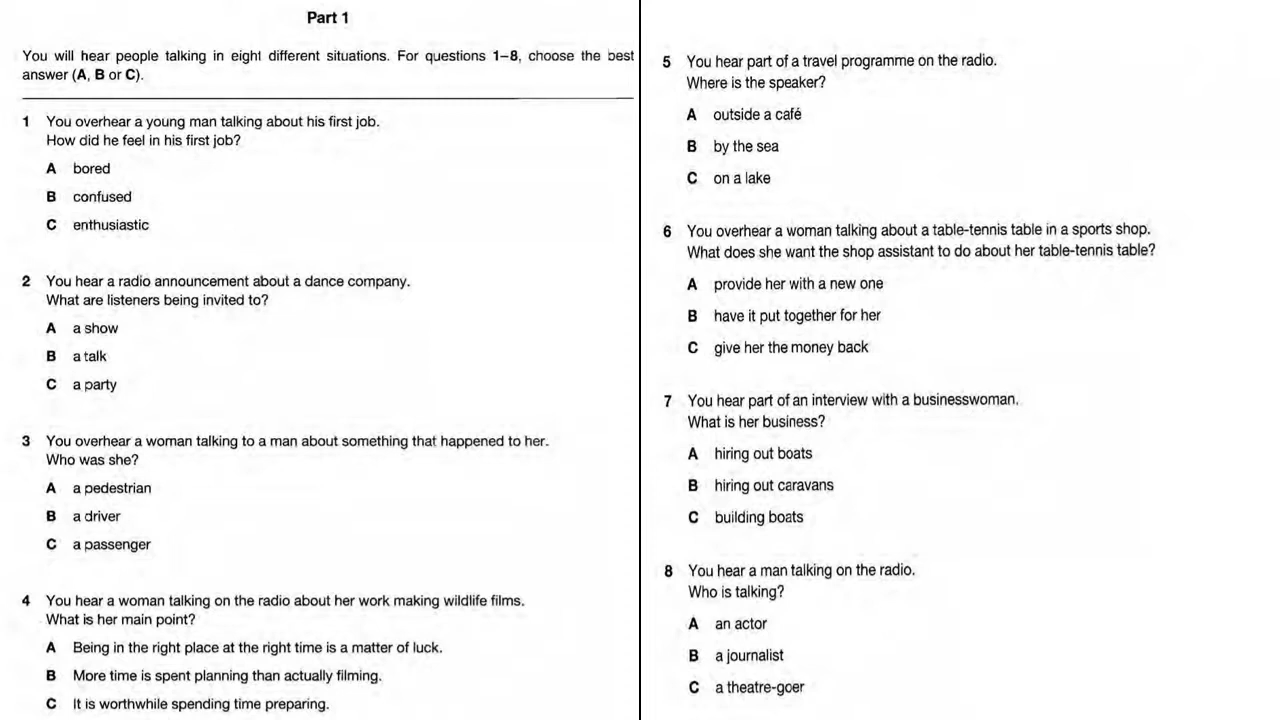 Part 1
You will hear people talking in eight different situations. For questions 1–8, choose the best
answer (A, B or C).
1 You overhear a young man talking about his first job.
How did he feel in his first job?
A bored
B confused
C enthusiastic
2 You hear a radio announcement about a dance company.
What are listeners being invited to?
A a show
B a talk
C a party
3 You overhear a woman talking to a man about something that happened to her.
Who was she?
A a pedestrian
B a driver
C a passenger
4 You hear a woman talking on the radio about her work making wildlife films.
What is her main point?
A Being in the right place at the right time is a matter of luck.
B More time is spent planning than actually filming.
C It is worthwhile spending time preparing.
5 You hear part of a travel programme on the radio.
Where is the speaker?
A outside a café
B by the sea
C on a lake
6 You overhear a woman talking about a table-tennis table in a sports shop.
What does she want the shop assistant to do about her table-tennis table?
A provide her with a new one
B have it put together for her
C give her the money back
7 You hear part of an interview with a businesswoman.
What is her business?
A hiring out boats
B hiring out caravans
C building boats
8 You hear a man talking on the radio.
Who is talking?
A an actor
B a journalist
C a theatre-goer